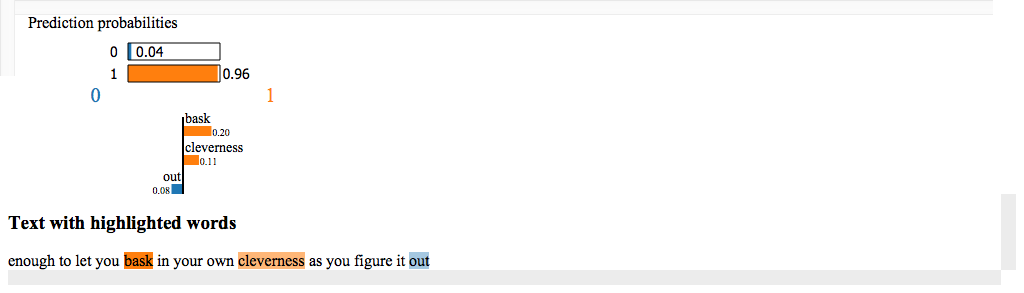 Prediction probabilities
0 0.04
1 0.96
0 1
bask
0.20
cleverness
0.11
out
0.08
Text with highlighted words
enough to let you bask in your own cleverness as you figure it out